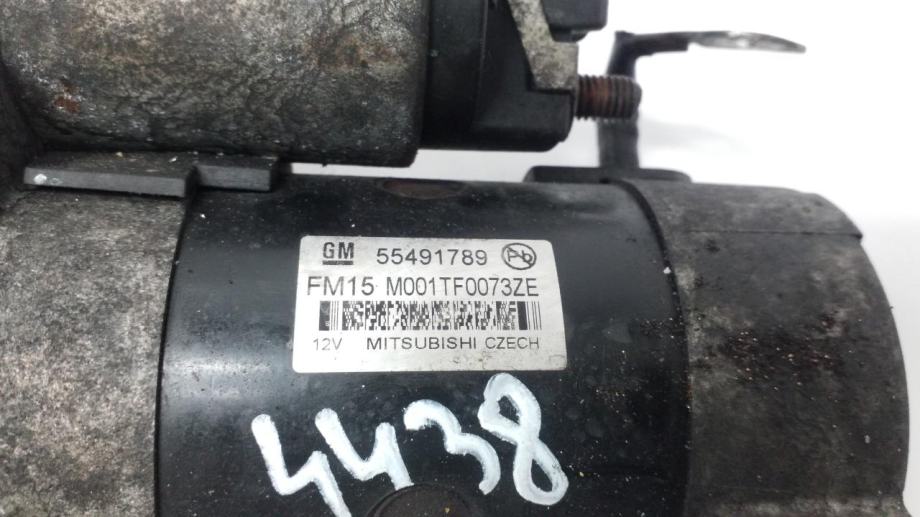 GM 55491789 Pb
FM15 M001TF0073ZE
12V MITSUBISHI CZECH
4438